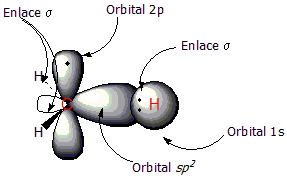 Enlace σ
Orbital 2p
Enlace σ
H
C
H
H
Orbital 1s
Orbital sp²